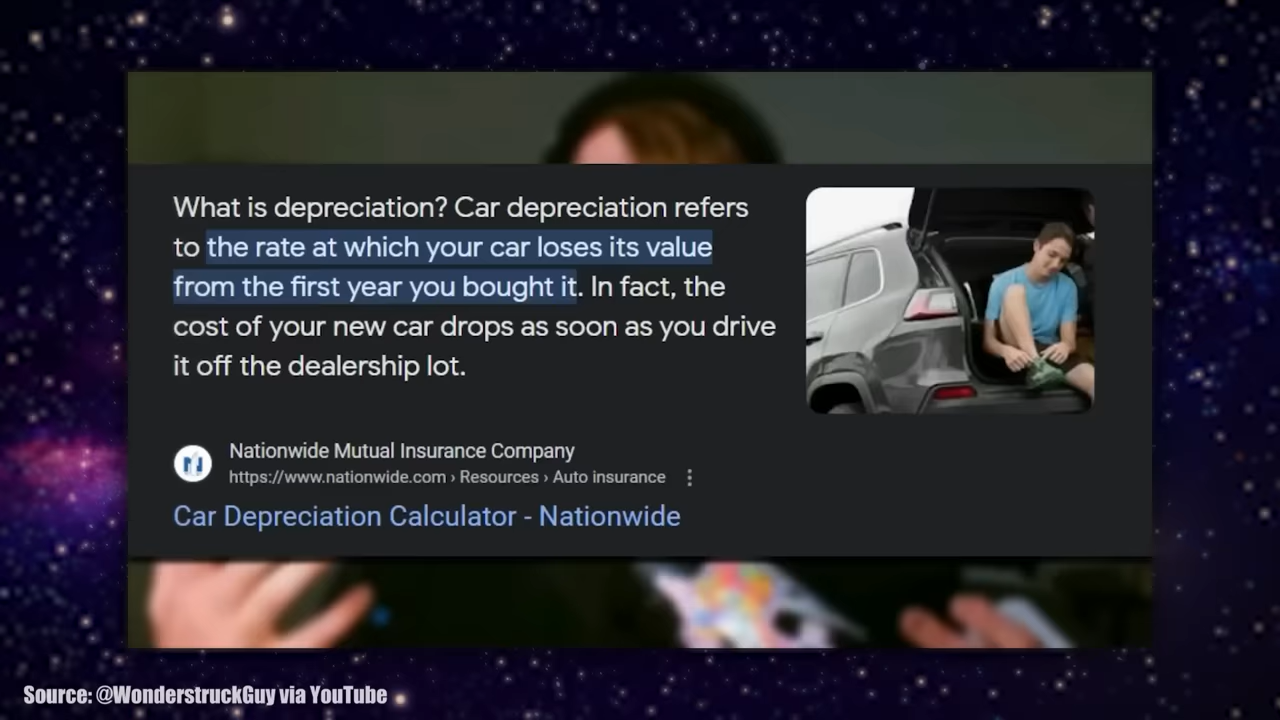 What is depreciation? Car depreciation refers
to the rate at which your car loses its value
from the first year you bought it. In fact, the
cost of your new car drops as soon as you drive
it off the dealership lot.
Nationwide Mutual Insurance Company
https://www.nationwide.com › Resources › Auto insurance
Car Depreciation Calculator - Nationwide
Source: @WonderstruckGuy via YouTube